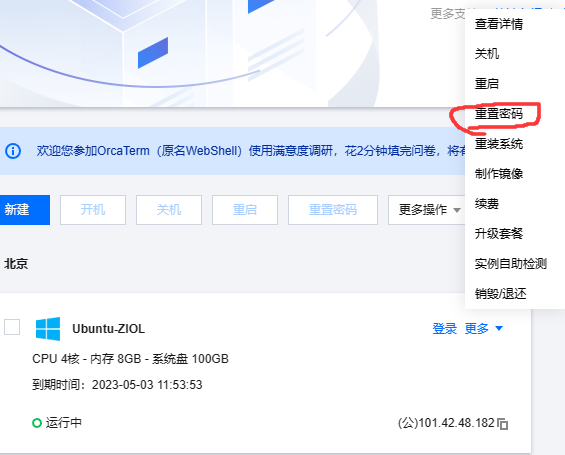 更多支
查看详情
关机
重启
重置密码
重装系统
制作镜像
续费
升级套餐
实例自助检测
销毁/退还
欢迎您参加OrcaTerm（原名WebShell）使用满意度调研，花2分钟填完问卷，将有
新建 开机 关机 重启 重置密码 更多操作
北京
Ubuntu-ZIOL 登录 更多
CPU 4核 - 内存 8GB - 系统盘 100GB
到期时间：2023-05-03 11:53:53
运行中 (公)101.42.48.182